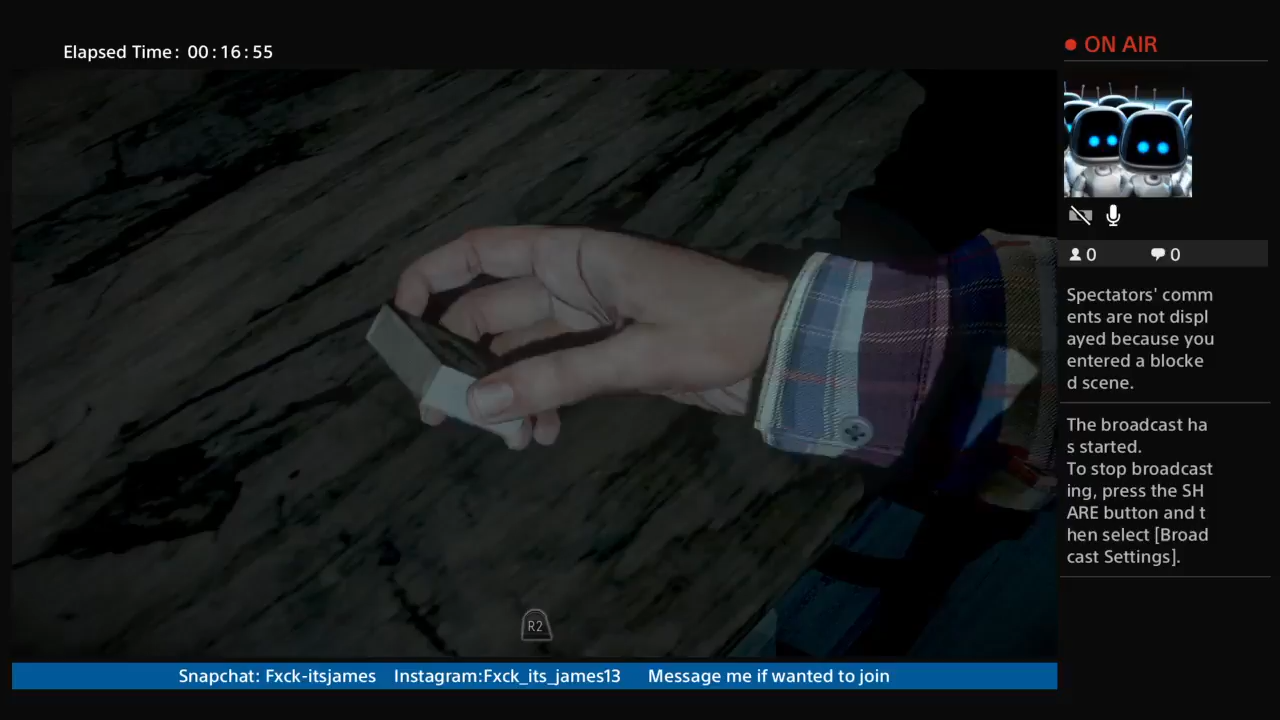 Elapsed Time: 00:16:55
ON AIR
0 0
Spectators' comm
ents are not displ
ayed because you
entered a blocke
d scene.
The broadcast ha
s started.
To stop broadcast
ing, press the SH
ARE button and t
hen select [Broad
cast Settings].
R2
Snapchat: Fxck-itsjames Instagram:Fxck_its_james13 Message me if wanted to join